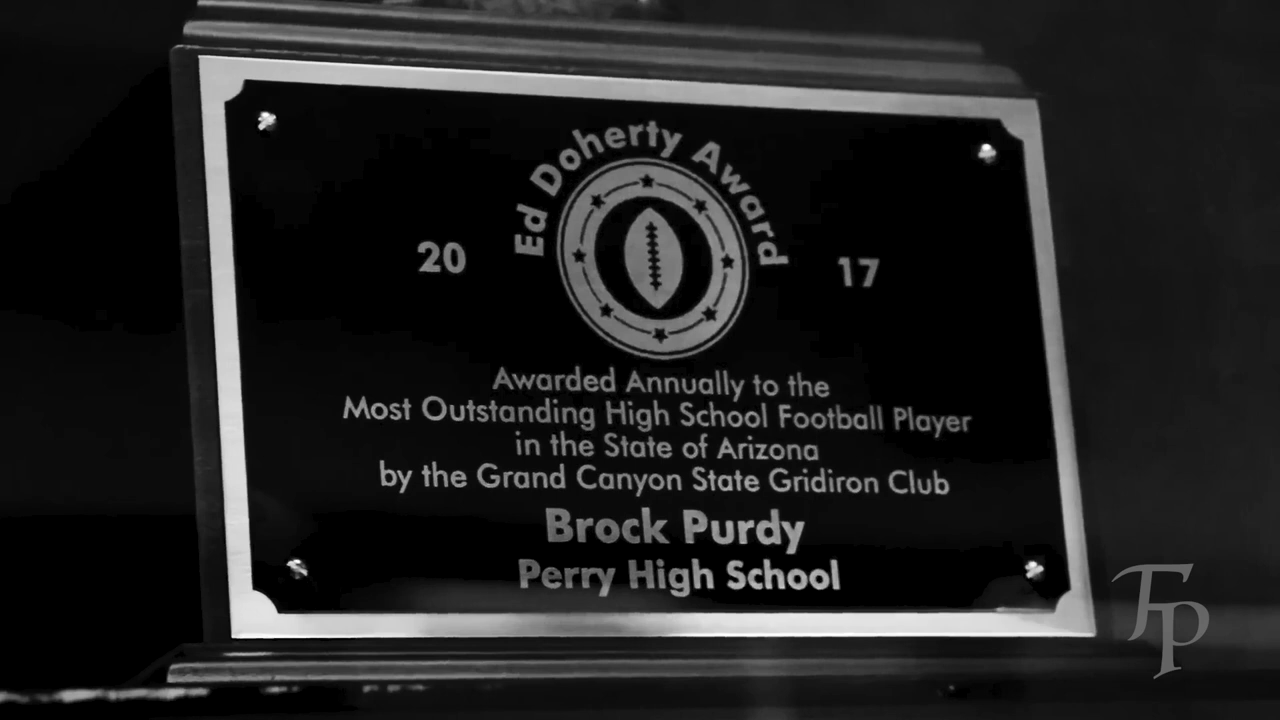 Ed Doherty Award
20 17
Awarded Annually to the
Most Outstanding High School Football Player
in the State of Arizona
by the Grand Canyon State Gridiron Club
Brock Purdy
Perry High School
FP